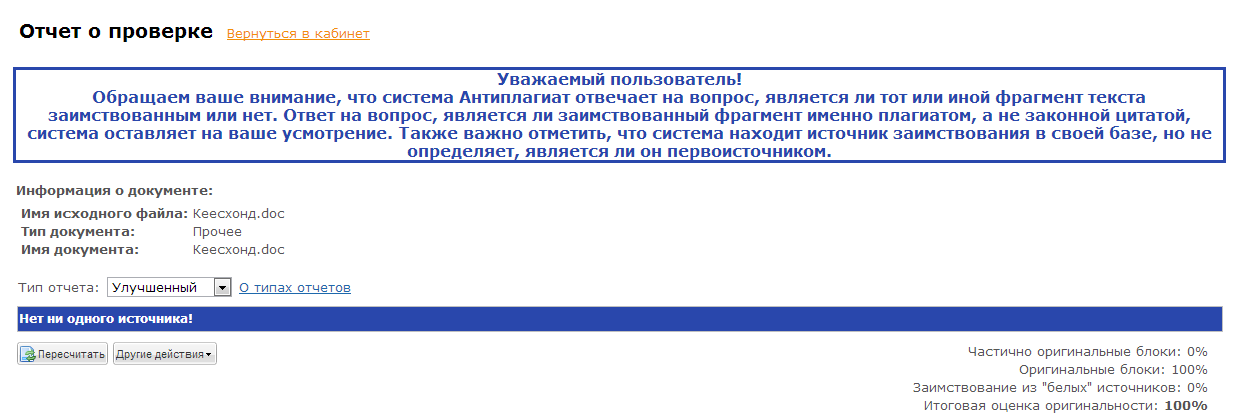 Отчет о проверке Вернуться в кабинет
Уважаемый пользователь!
Обращаем ваше внимание, что система Антиплагиат отвечает на вопрос, является ли тот или иной фрагмент текста
заимствованным или нет. Ответ на вопрос, является ли заимствованный фрагмент именно плагиатом, а не законной цитатой,
система оставляет на ваше усмотрение. Также важно отметить, что система находит источник заимствования в своей базе, но не
определяет, является ли он первоисточником.
Информация о документе:
Имя исходного файла: Кеесхонд.doc
Тип документа: Прочее
Имя документа: Кеесхонд.doc
Тип отчета: Улучшенный О типах отчетов
Нет ни одного источника!
Пересчитать Другие действия
Частично оригинальные блоки: 0%
Оригинальные блоки: 100%
Заимствование из "белых" источников: 0%
Итоговая оценка оригинальности: 100%